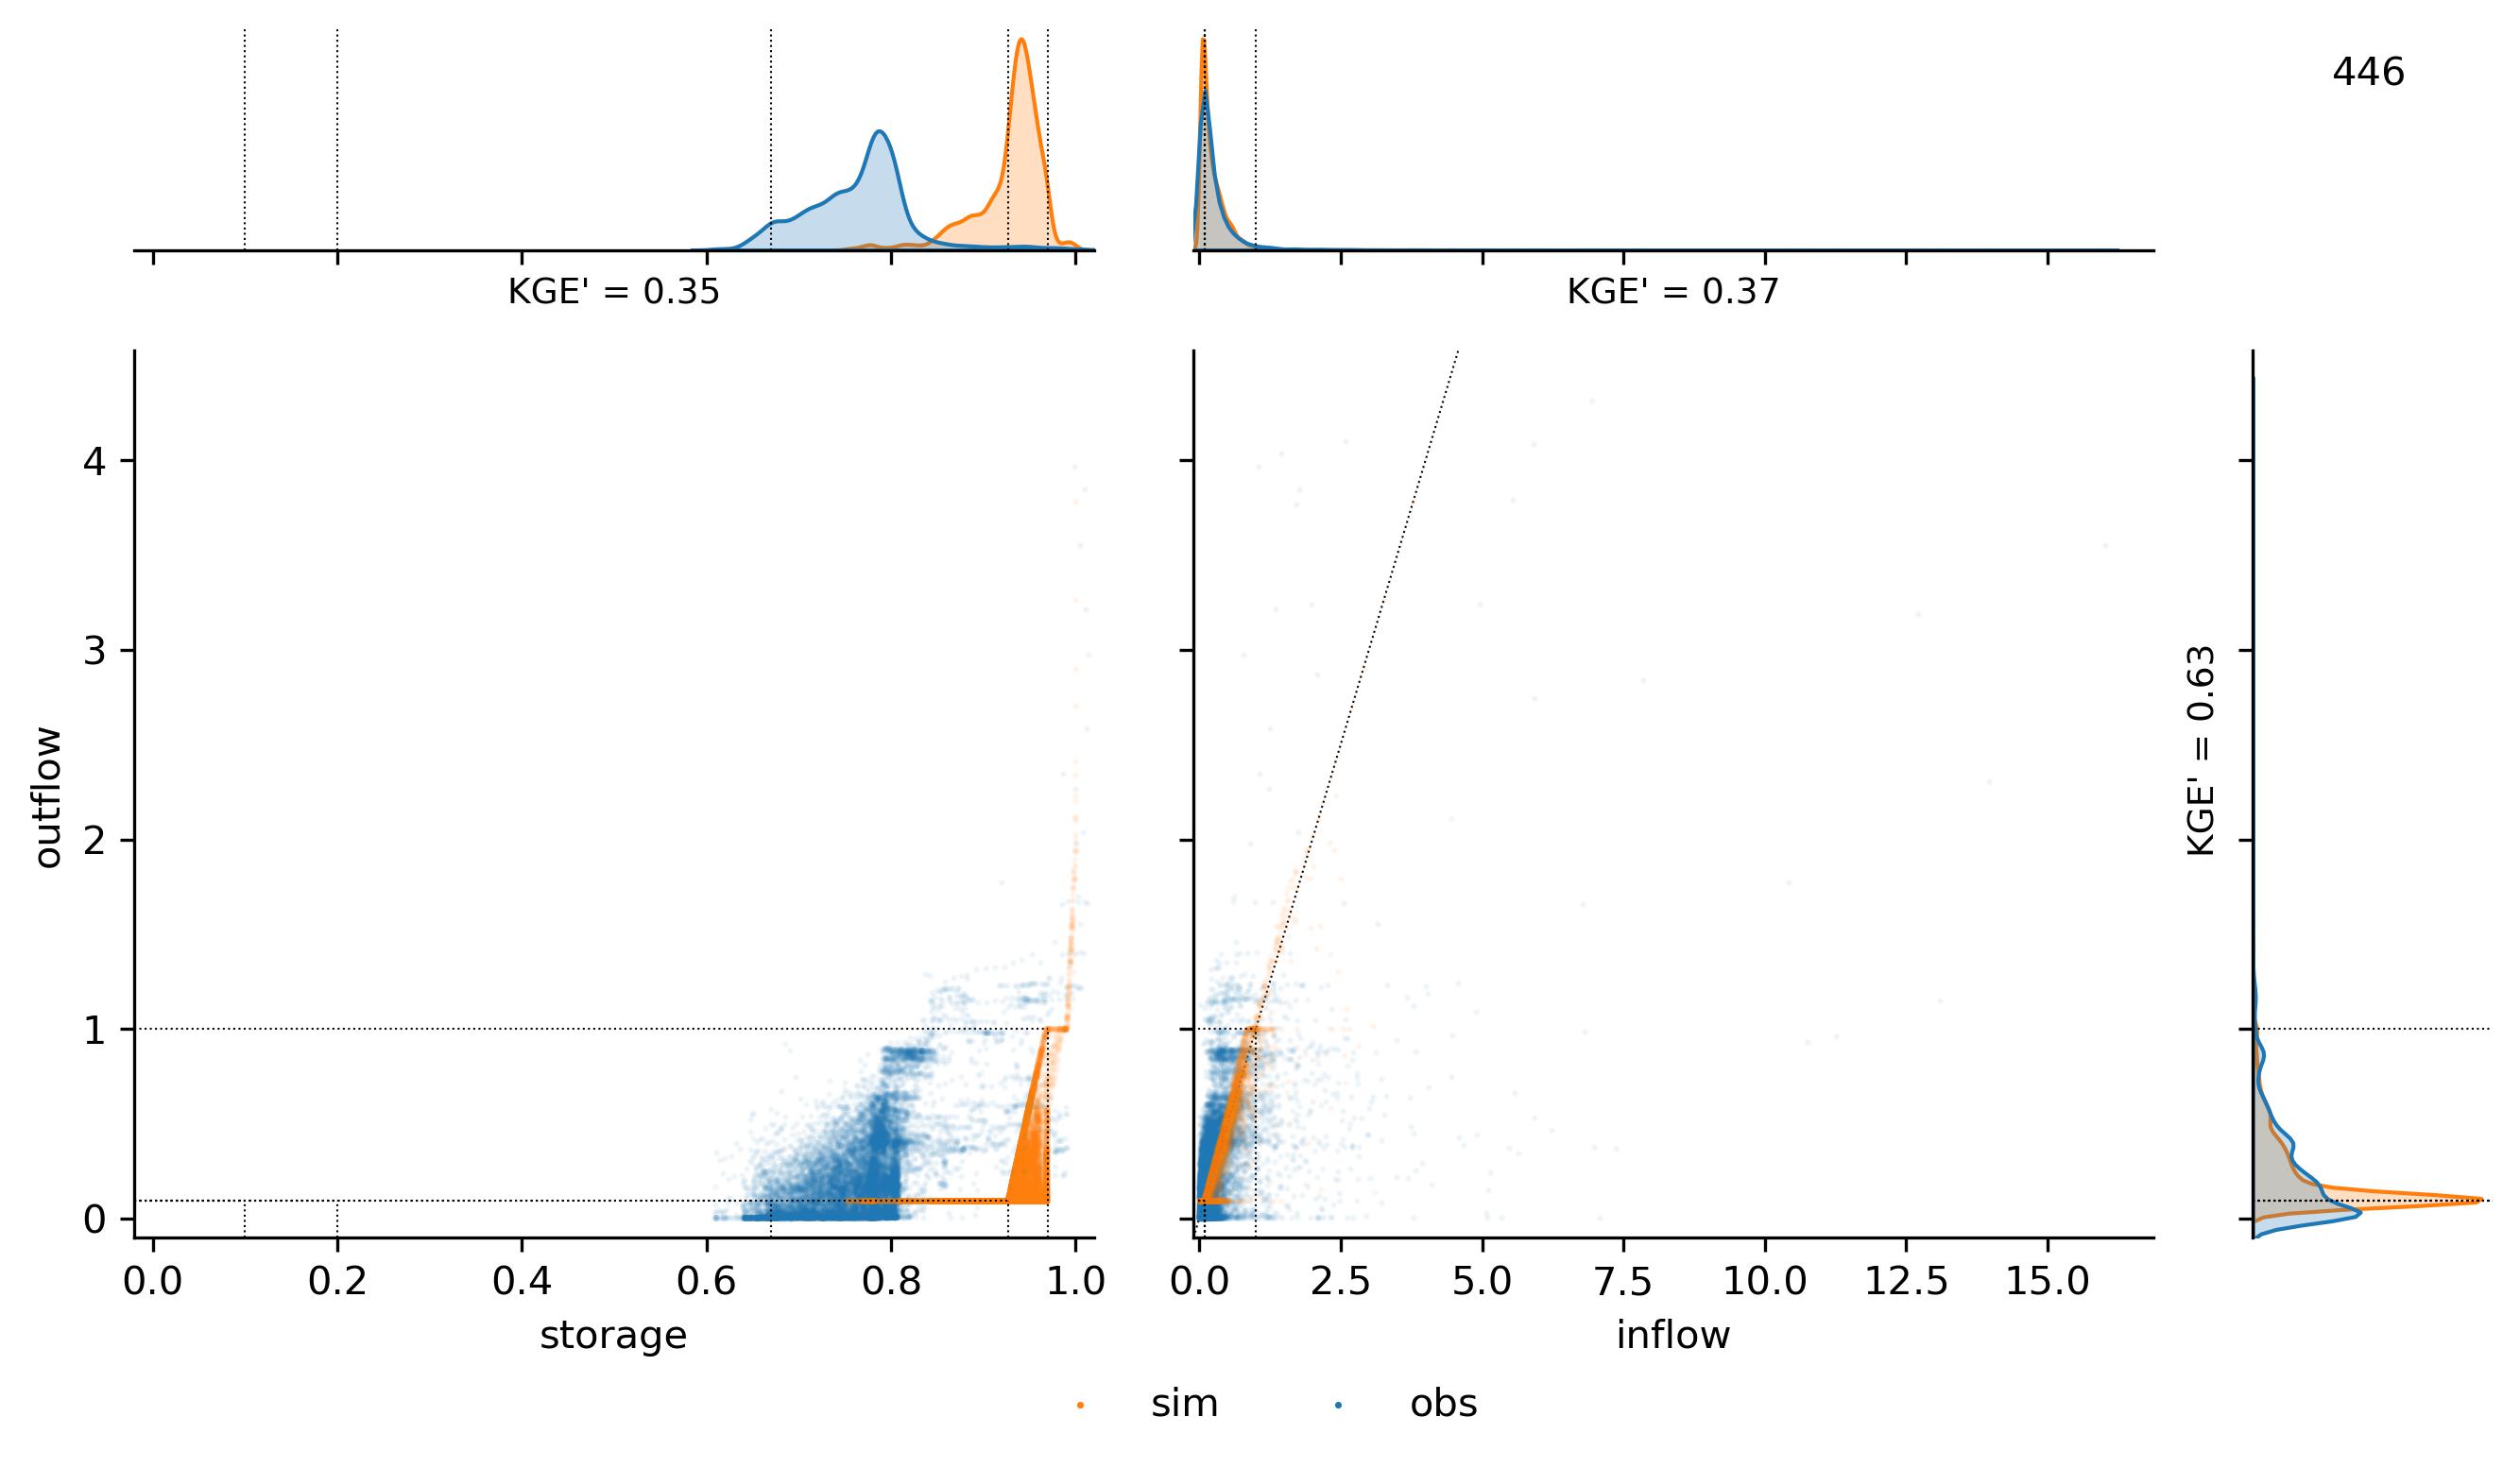 446
KGE' = 0.35
KGE' = 0.37
outflow
4
3
2
1
0
KGE' = 0.63
0.0 0.2 0.4 0.6 0.8 1.0
0.0 2.5 5.0 7.5 10.0 12.5 15.0
storage
inflow
sim obs